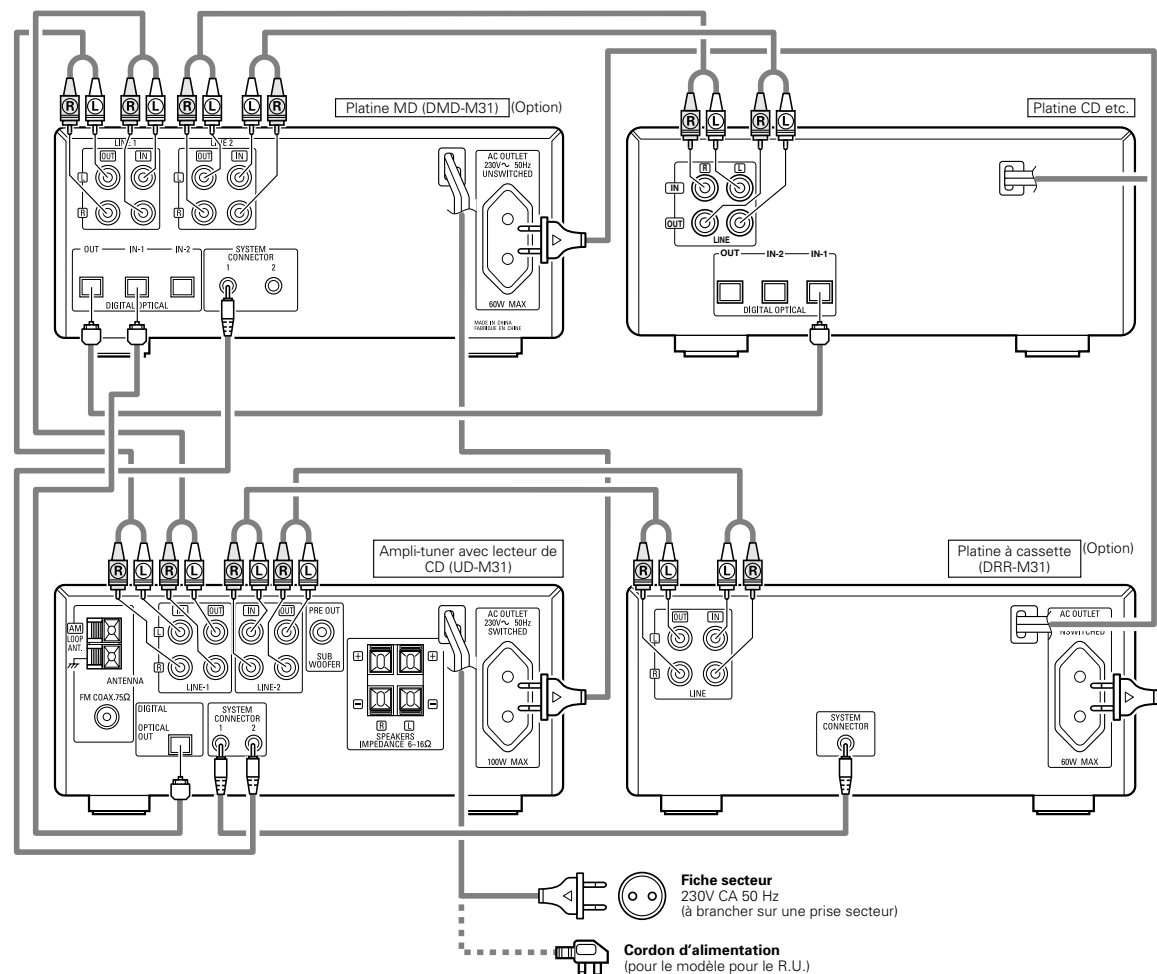 R L R L R L L R
Platine MD (DMD-M31) (Option)
LINE 1 LINE 2
OUT IN OUT IN
L
R
OUT IN-1 IN-2
DIGITAL OPTICAL
SYSTEM
CONNECTOR
1 2
AC OUTLET
230V~ 50Hz
UNSWITCHED
60W MAX
MADE IN CHINA
FABRIQUE EN CHINE
R L R L
Platine CD etc.
R L
IN
OUT
LINE
OUT IN-2 IN-1
DIGITAL OPTICAL
R L R L R L R L
Ampli-tuner avec lecteur de
CD (UD-M31)
AM
LOOP
ANT.
ANTENNA
FM COAX.75Ω
IN OUT IN OUT
L
R
LINE-1 LINE-2
PRE OUT
SUB
WOOFER
DIGITAL
OPTICAL
OUT
SYSTEM
CONNECTOR
1 2
+ +
− −
R L
SPEAKERS
IMPEDANCE 6~16Ω
AC OUTLET
230V~ 50Hz
SWITCHED
100W MAX
R L L R
Platine à cassette
(DRR-M31)
(Option)
OUT IN
L
R
LINE
SYSTEM
CONNECTOR
AC OUTLET
NSWITCHED
60W MAX
Fiche secteur
230V CA 50 Hz
(à brancher sur une prise secteur)
Cordon d’alimentation
(pour le modèle pour le R.U.)